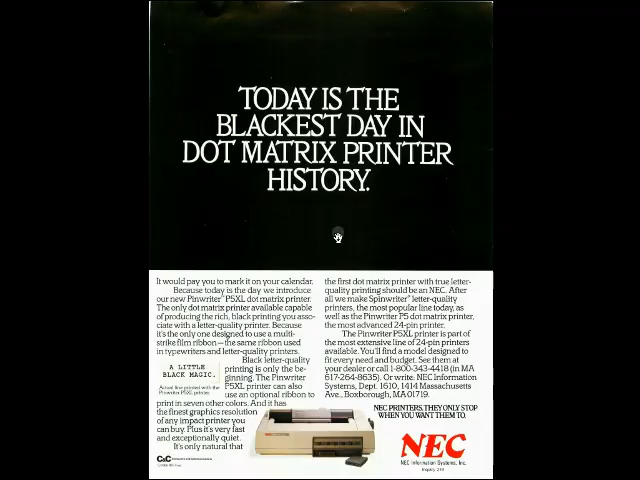 TODAY IS THE
BLACKEST DAY IN
DOT MATRIX PRINTER
HISTORY.
It would pay you to mark it on your calendar.
Because today is the day we introduce
our new Pinwriter™ P5XL dot matrix printer.
The only dot matrix printer available capable
of producing the rich, black printing you asso-
ciate with a letter-quality printer. Because
it's the only one designed to use a multi-
strike film ribbon—the same ribbon used
in typewriters and letter-quality printers.
Black letter-quality
printing is only the be-
ginning. The Pinwriter
P5XL printer can also
use an optional ribbon to
print in seven other colors. And it has
the finest graphics resolution
of any impact printer you
can buy. Plus it's very fast
and exceptionally quiet.
It's only natural that
A LITTLE
BLACK MAGIC.
Actual line printed with the
Pinwriter P5XL printer.
the first dot matrix printer with true letter-
quality printing should be an NEC. After
all we make Spinwriter® letter-quality
printers, the most popular line today, as
well as the Pinwriter P5 dot matrix printer,
the most advanced 24-pin printer.
The Pinwriter P5XL printer is part of
the most extensive line of 24-pin printers
available. You'll find a model designed to
fit every need and budget. See them at
your dealer or call 1-800-343-4418 (in MA
617-264-8635). Or write: NEC Information
Systems, Dept. 1610, 1414 Massachusetts
Ave., Boxborough, MA 01719.
NEC PRINTERS. THEY ONLY STOP
WHEN YOU WANT THEM TO.
C&C
NEC
NEC Information Systems, Inc.